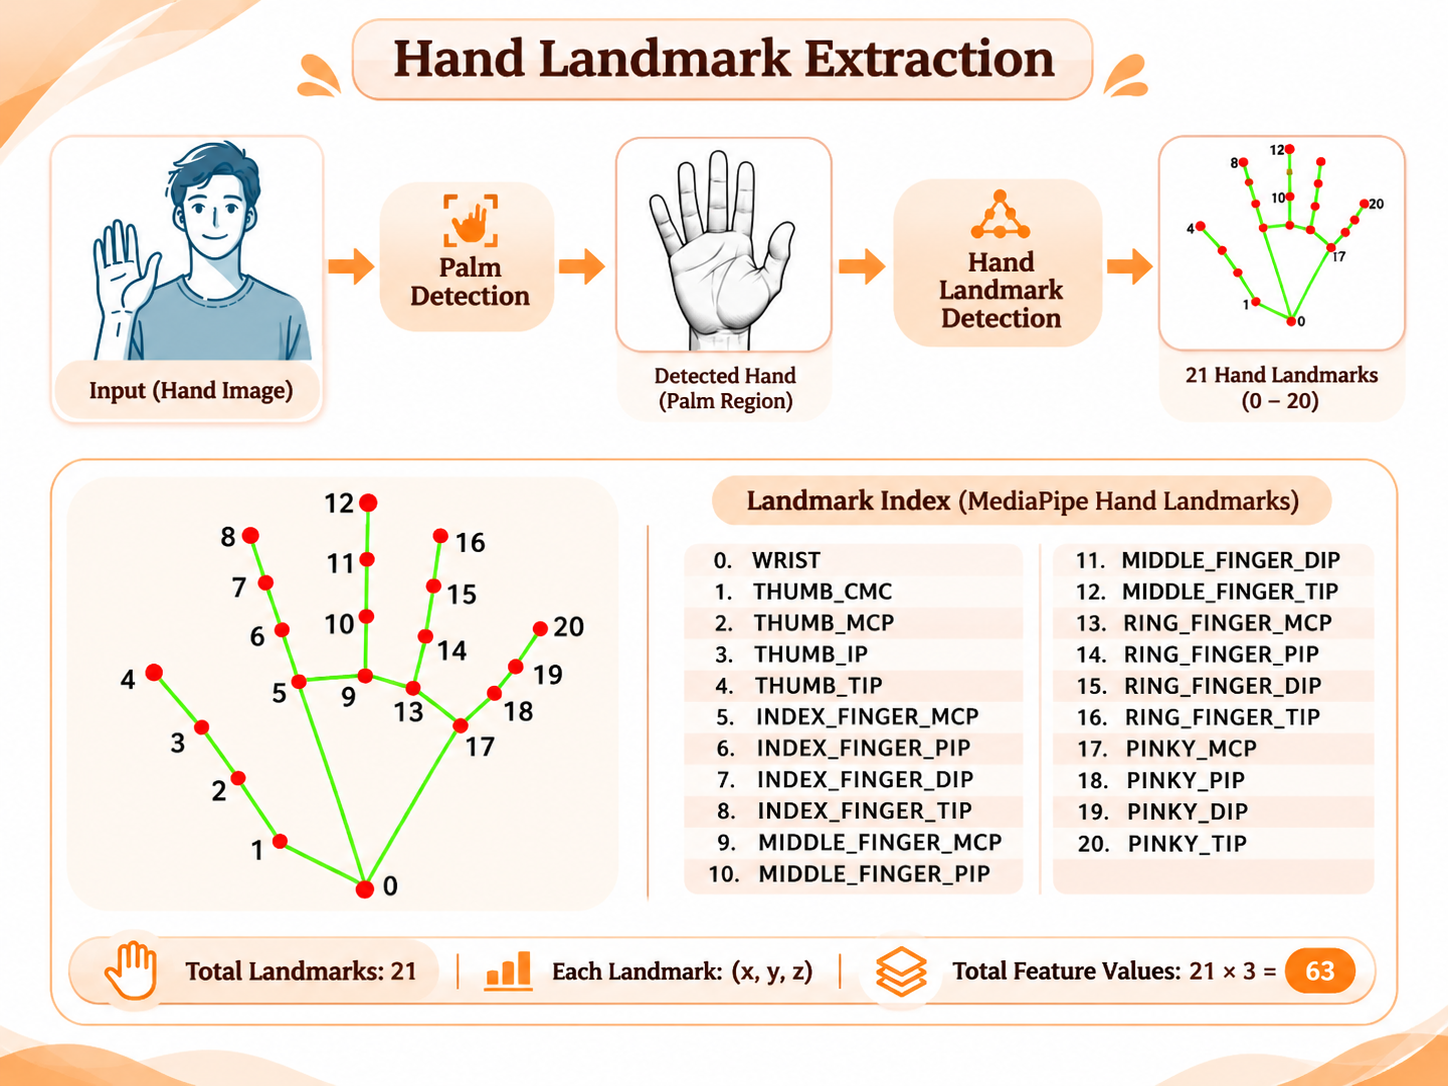 Hand Landmark Extraction
Input (Hand Image)
Palm
Detection
Detected Hand
(Palm Region)
Hand
Landmark
Detection
12
8
10
20
4
17
1
0
21 Hand Landmarks
(0 – 20)
12
8
16
11
7
15
10
20
6
14
19
4
5
9
13
18
3
17
2
1
0
Landmark Index (MediaPipe Hand Landmarks)
0. WRIST
1. THUMB_CMC
2. THUMB_MCP
3. THUMB_IP
4. THUMB_TIP
5. INDEX_FINGER_MCP
6. INDEX_FINGER_PIP
7. INDEX_FINGER_DIP
8. INDEX_FINGER_TIP
9. MIDDLE_FINGER_MCP
10. MIDDLE_FINGER_PIP
11. MIDDLE_FINGER_DIP
12. MIDDLE_FINGER_TIP
13. RING_FINGER_MCP
14. RING_FINGER_PIP
15. RING_FINGER_DIP
16. RING_FINGER_TIP
17. PINKY_MCP
18. PINKY_PIP
19. PINKY_DIP
20. PINKY_TIP
Total Landmarks: 21
Each Landmark: (x, y, z)
Total Feature Values: 21 × 3 = 63